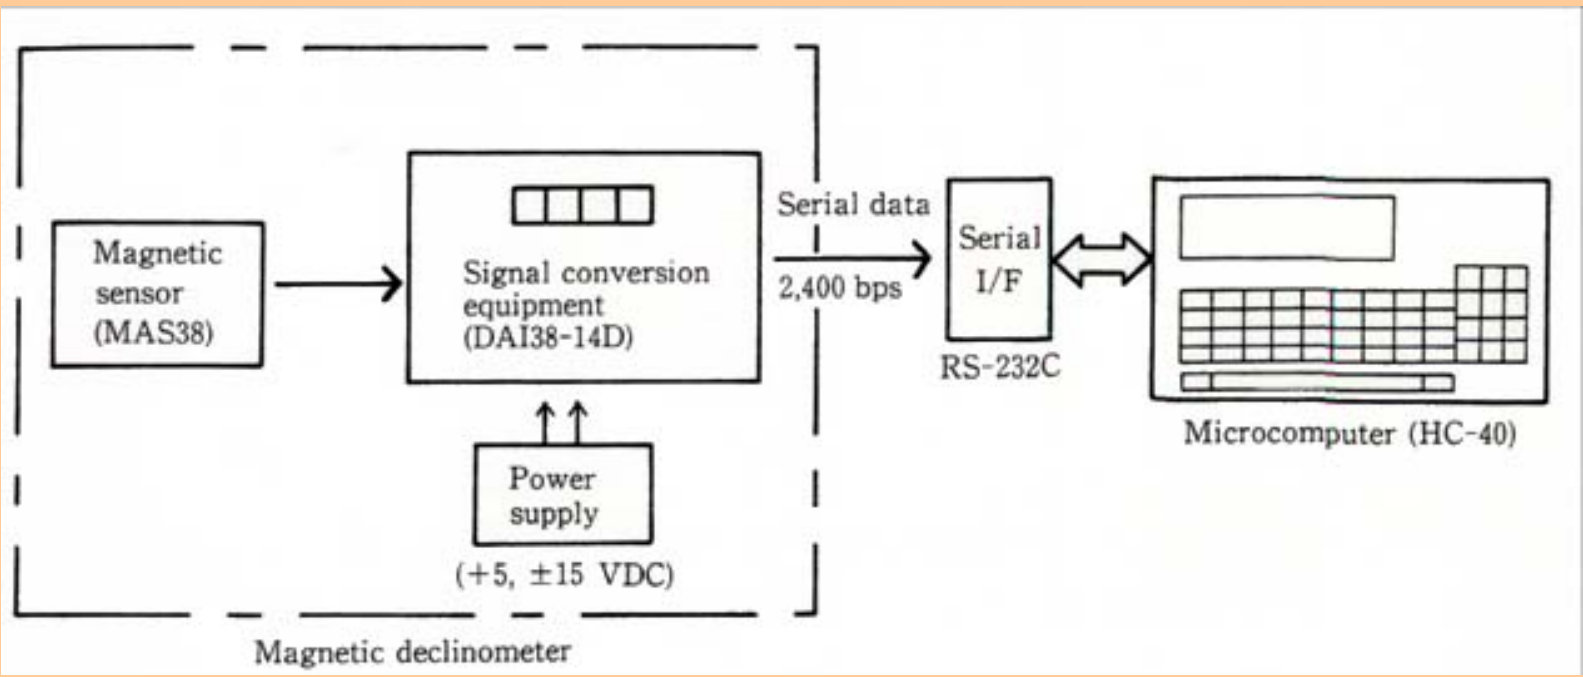 Magnetic
sensor
(MAS38)
Signal conversion
equipment
(DAI38-14D)
Power
supply
(+5, ±15 VDC)
Magnetic declinometer
Serial data
2,400 bps
Serial
I/F
RS-232C
Microcomputer (HC-40)